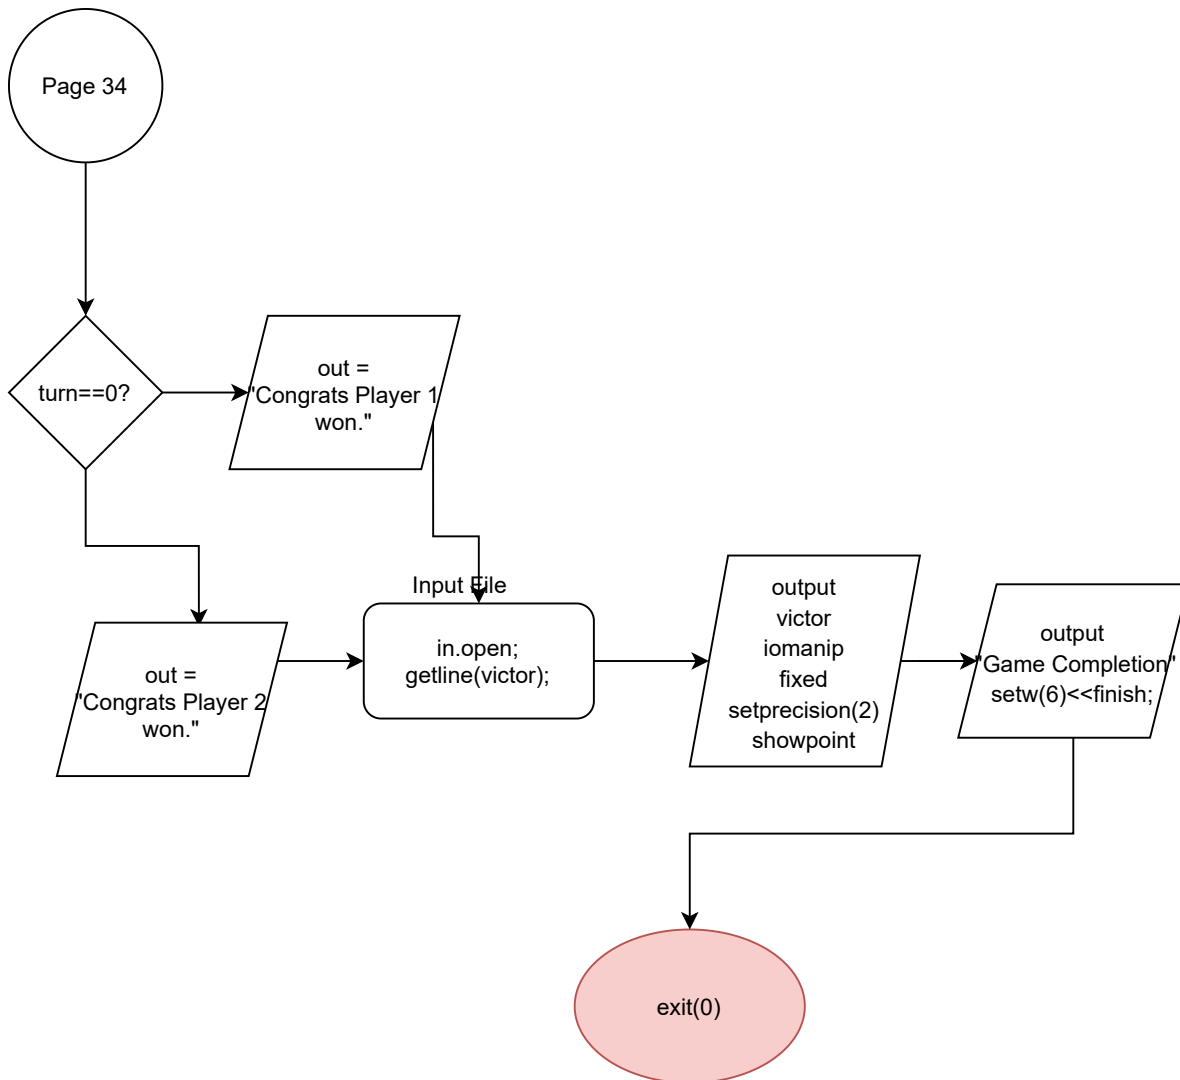 Page 34
turn==0?
out =
"Congrats Player 1
won."
Input File
in.open;
getline(victor);
out =
"Congrats Player 2
won."
output
victor
iomanip
fixed
setprecision(2)
showpoint
output
"Game Completion"
setw(6)<<finish;
exit(0)